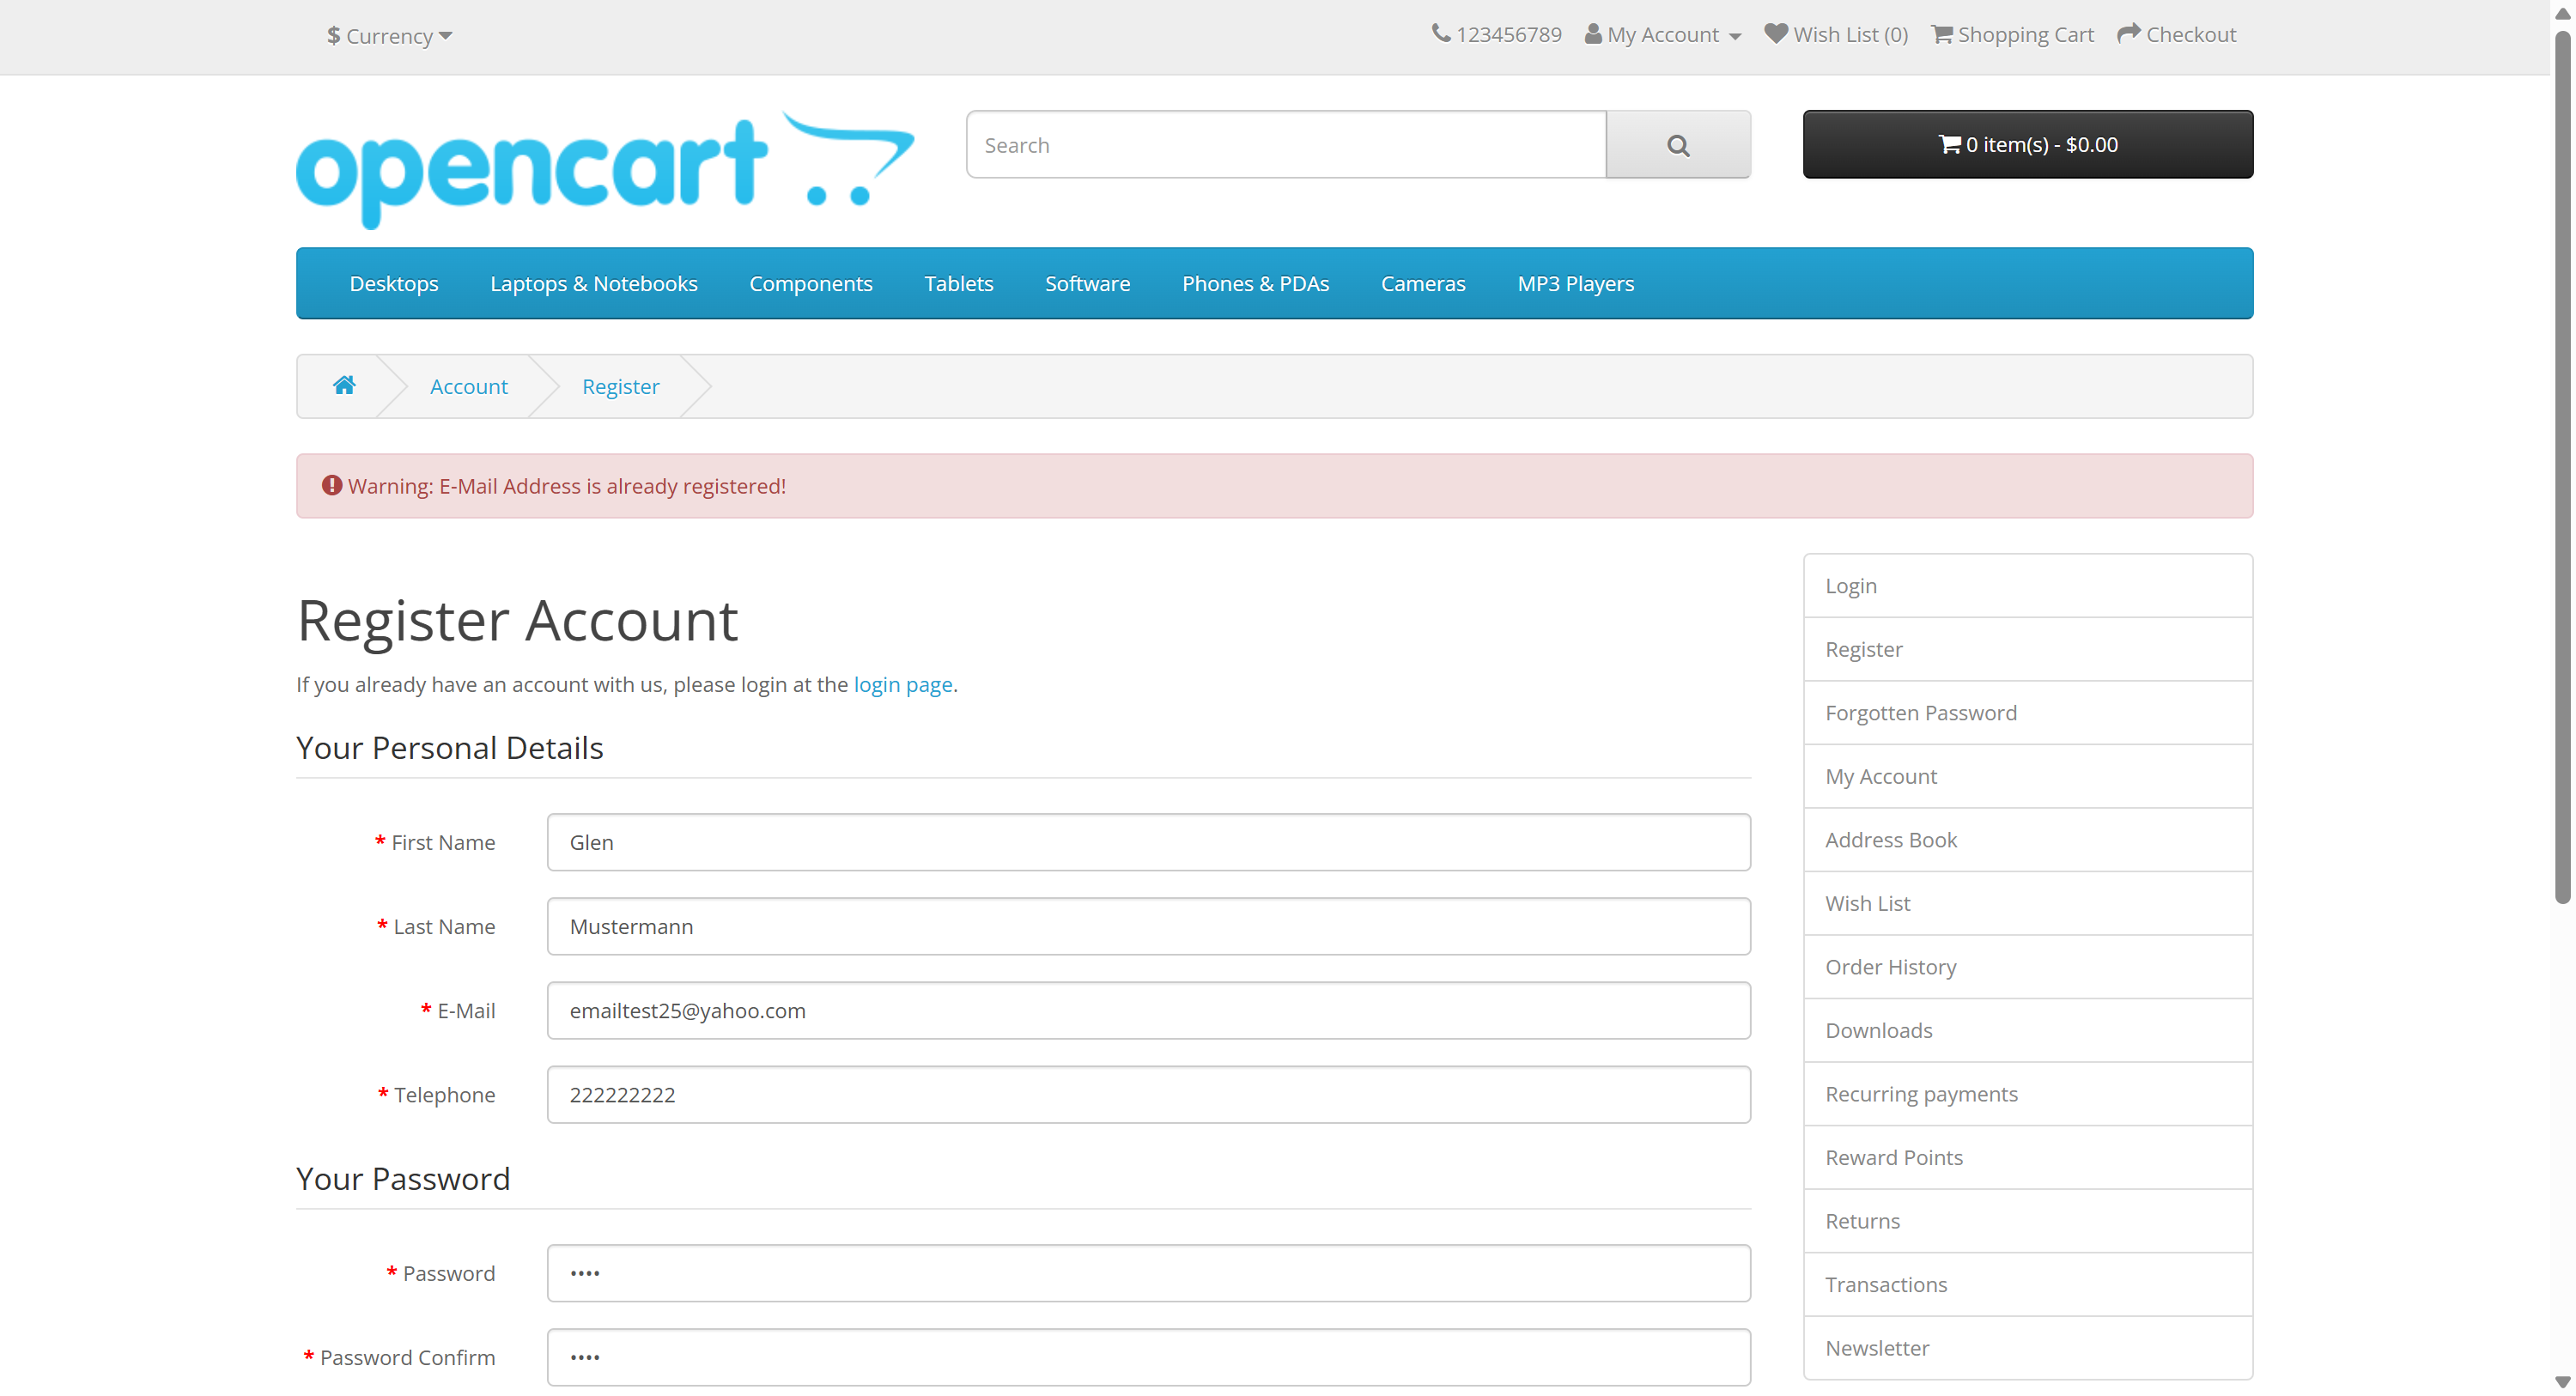 $ Currency
123456789 My Account Wish List (0) Shopping Cart Checkout
opencart
Search
0 item(s) - $0.00
Desktops Laptops & Notebooks Components Tablets Software Phones & PDAs Cameras MP3 Players
Account Register
Warning: E-Mail Address is already registered!
Register Account
If you already have an account with us, please login at the login page.
Your Personal Details
* First Name Glen
* Last Name Mustermann
* E-Mail emailtest25@yahoo.com
* Telephone 222222222
Your Password
* Password ••••
* Password Confirm ••••
Login
Register
Forgotten Password
My Account
Address Book
Wish List
Order History
Downloads
Recurring payments
Reward Points
Returns
Transactions
Newsletter